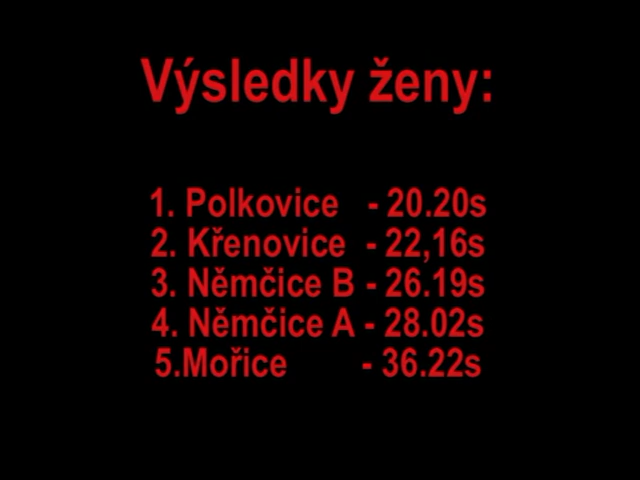 Výsledky ženy:
1. Polkovice - 20.20s
2. Křenovice - 22,16s
3. Němčice B - 26.19s
4. Němčice A - 28.02s
5.Mořice - 36.22s